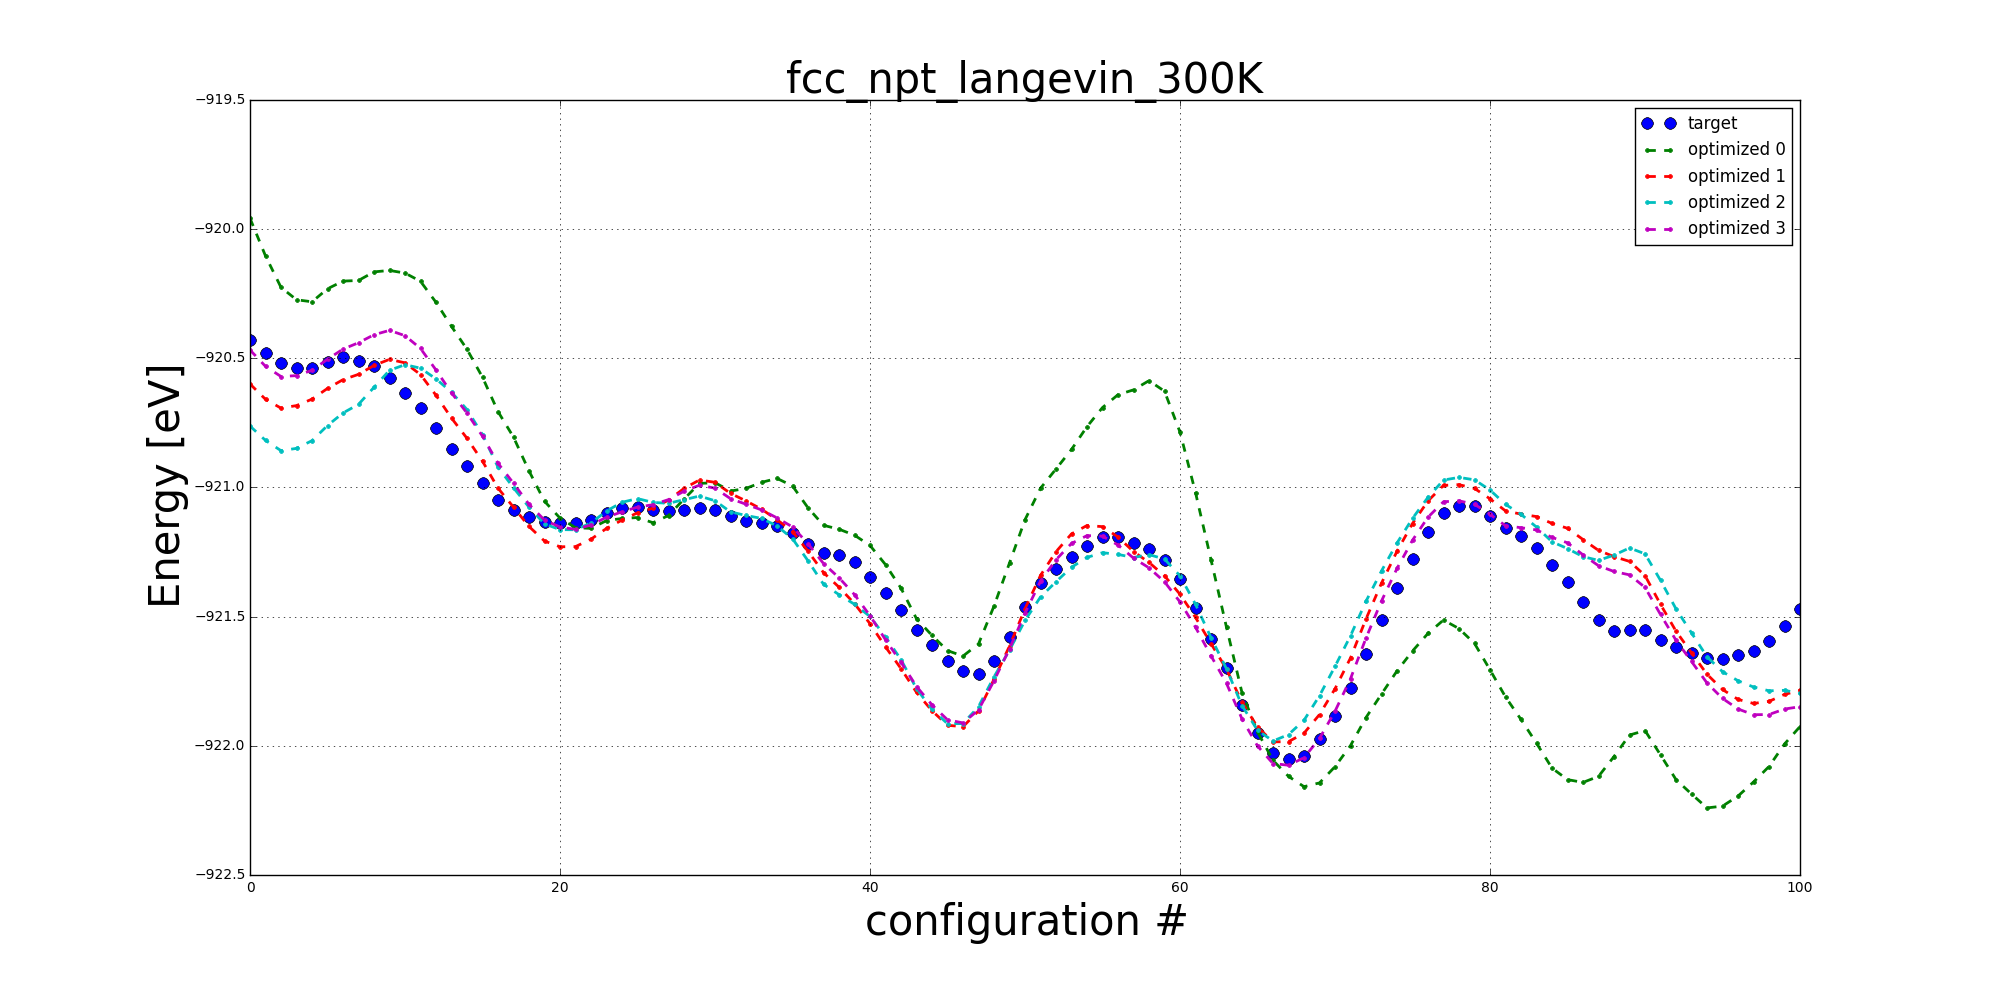 fcc_npt_langevin_300K
−919.5
−920.0
−920.5
−921.0
−921.5
−922.0
−922.5
Energy [eV]
target
optimized 0
optimized 1
optimized 2
optimized 3
0
20
40
60
80
100
configuration #